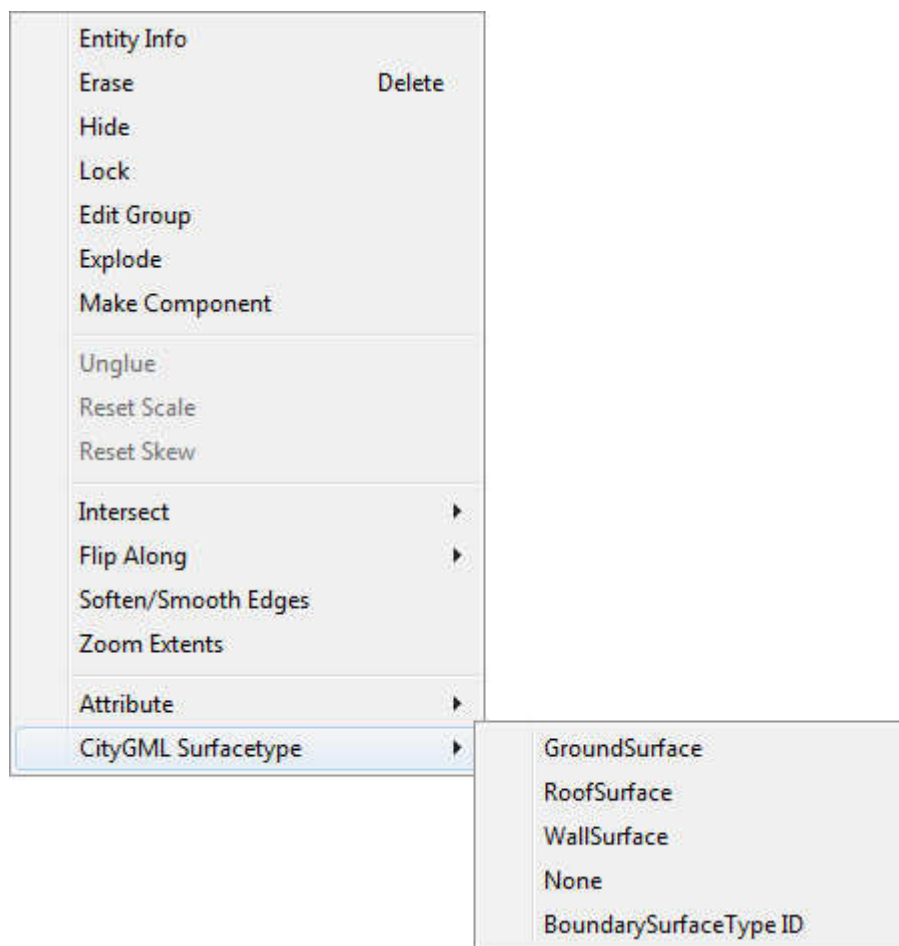 Entity Info
Erase Delete
Hide
Lock
Edit Group
Explode
Make Component
Unglue
Reset Scale
Reset Skew
Intersect
Flip Along
Soften/Smooth Edges
Zoom Extents
Attribute
CityGML Surfacetype
GroundSurface
RoofSurface
WallSurface
None
BoundarySurfaceType ID